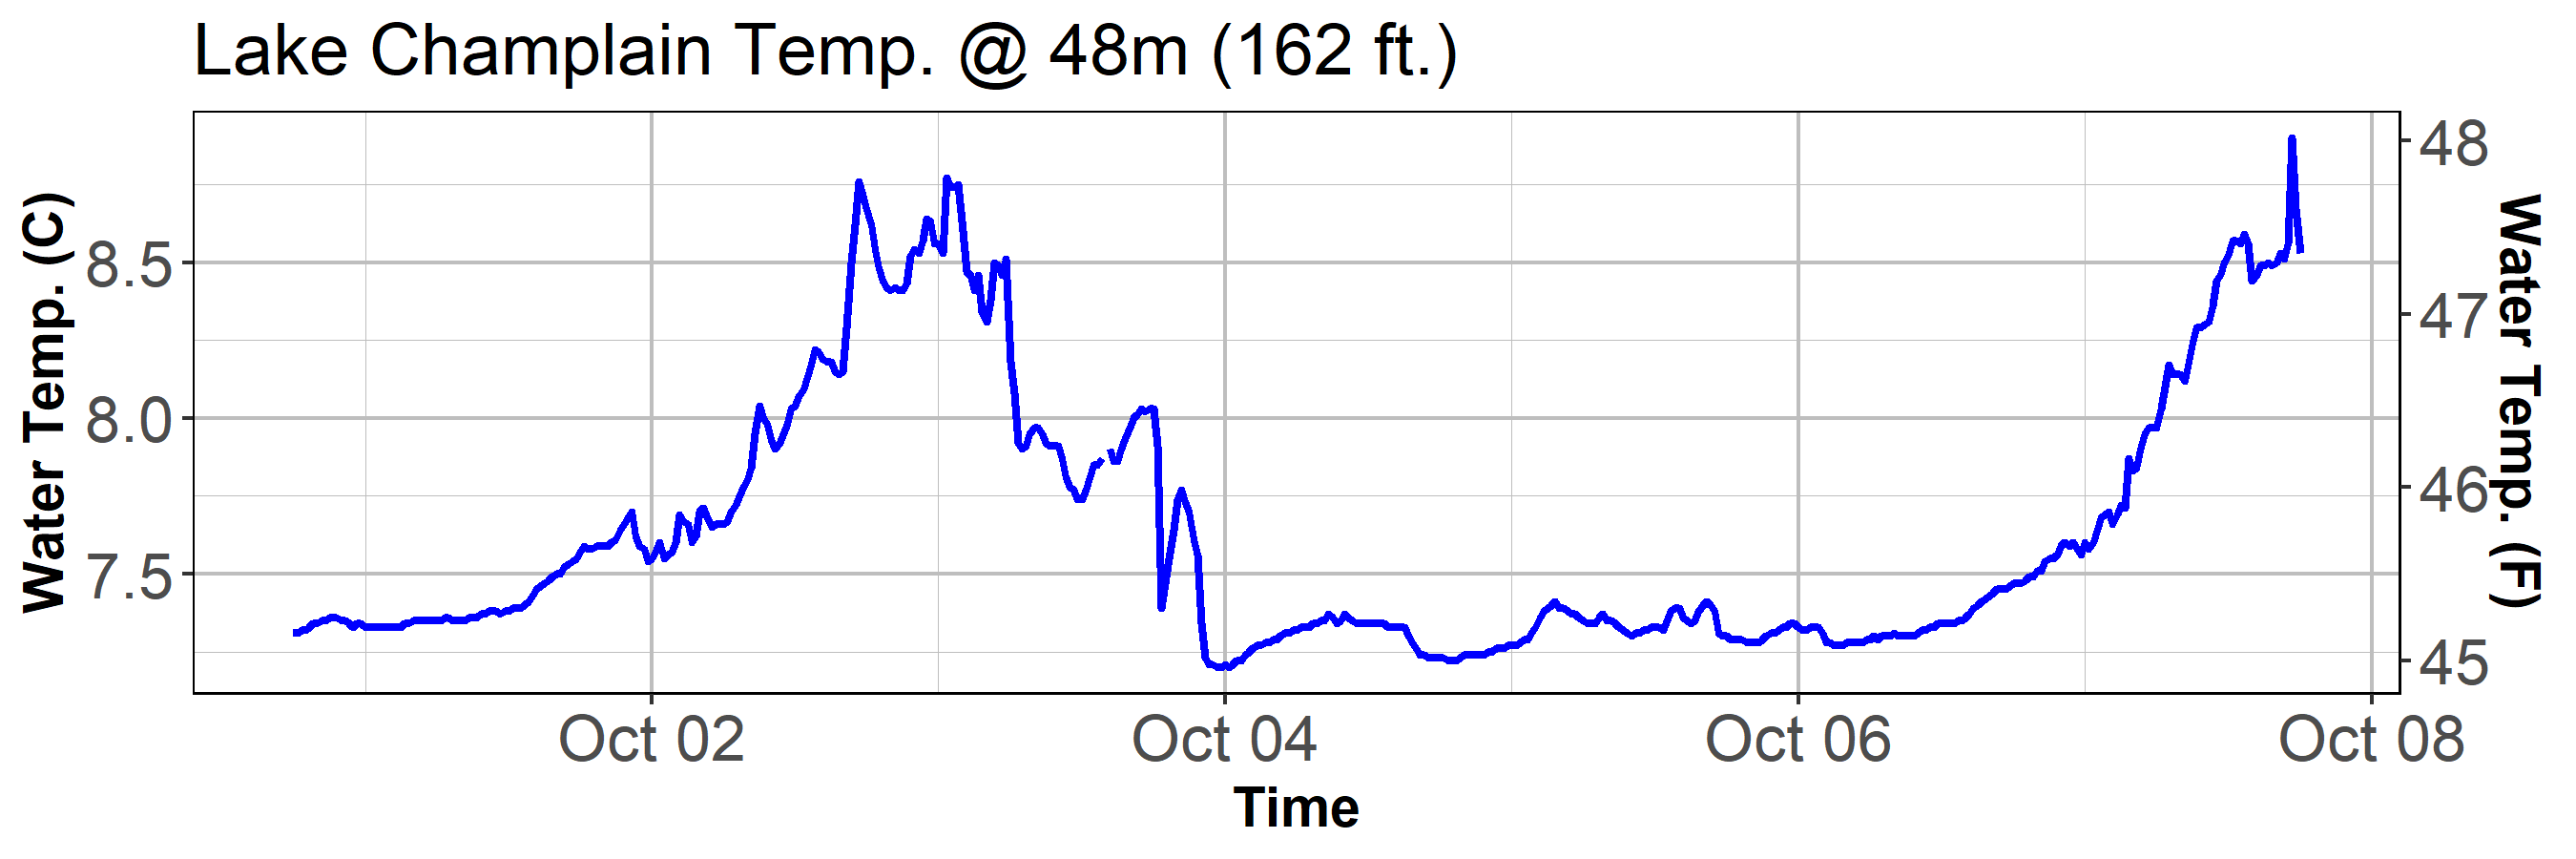 Lake Champlain Temp. @ 48m (162 ft.)
Water Temp. (C)
8.5
8.0
7.5
48
47
46
45
Water Temp. (F)
Oct 02 Oct 04 Oct 06 Oct 08
Time